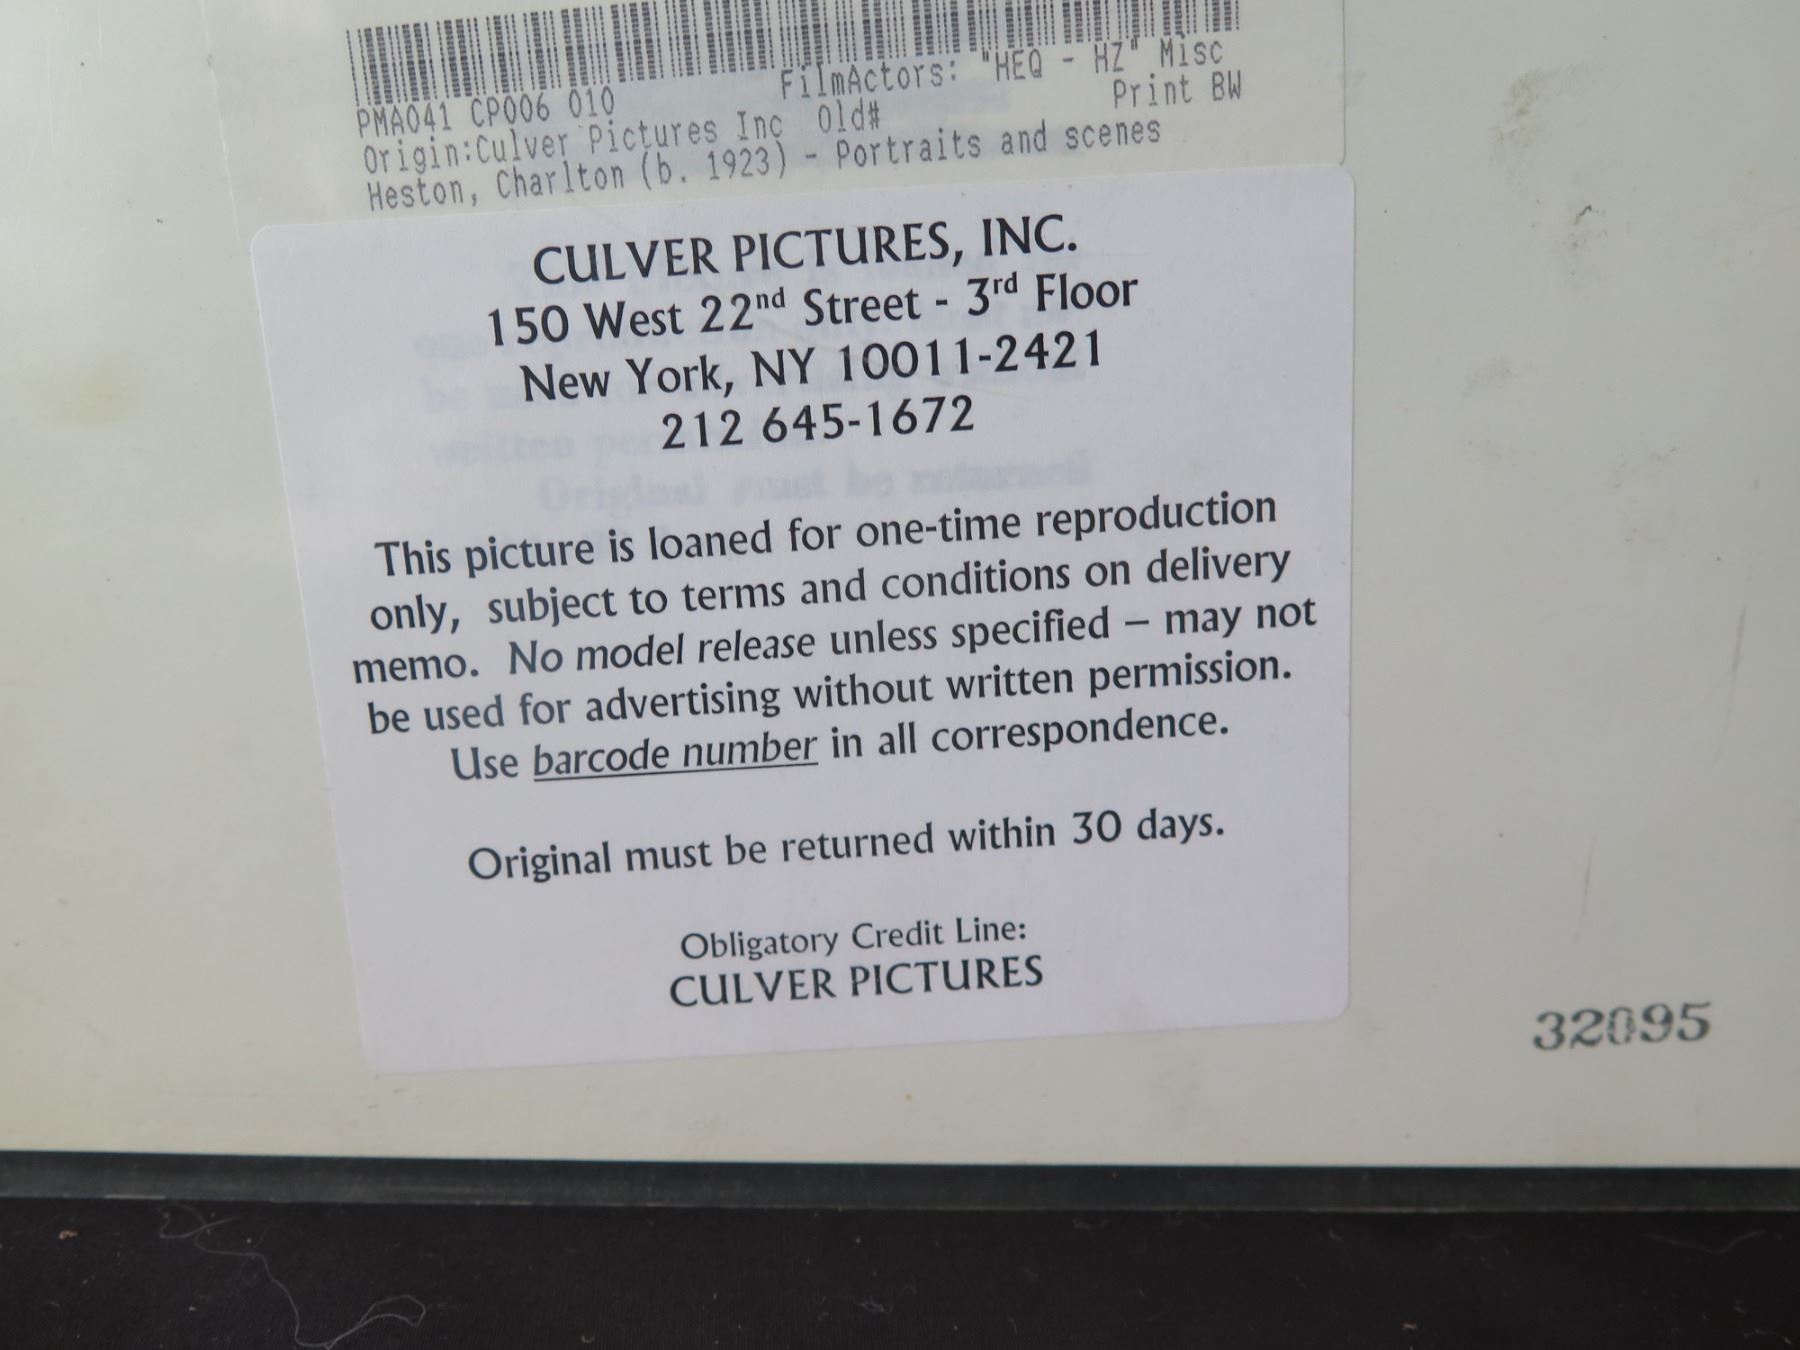 FilmActors: "HEQ - HZ" Misc
PMA041 CP006 010 Print BW
Origin:Culver Pictures Inc Old#
Heston, Charlton (b. 1923) - Portraits and scenes
CULVER PICTURES, INC.
150 West 22nd Street - 3rd Floor
New York, NY 10011-2421
212 645-1672
This picture is loaned for one-time reproduction
only, subject to terms and conditions on delivery
memo. No model release unless specified – may not
be used for advertising without written permission.
Use barcode number in all correspondence.
Original must be returned within 30 days.
Obligatory Credit Line:
CULVER PICTURES
32095